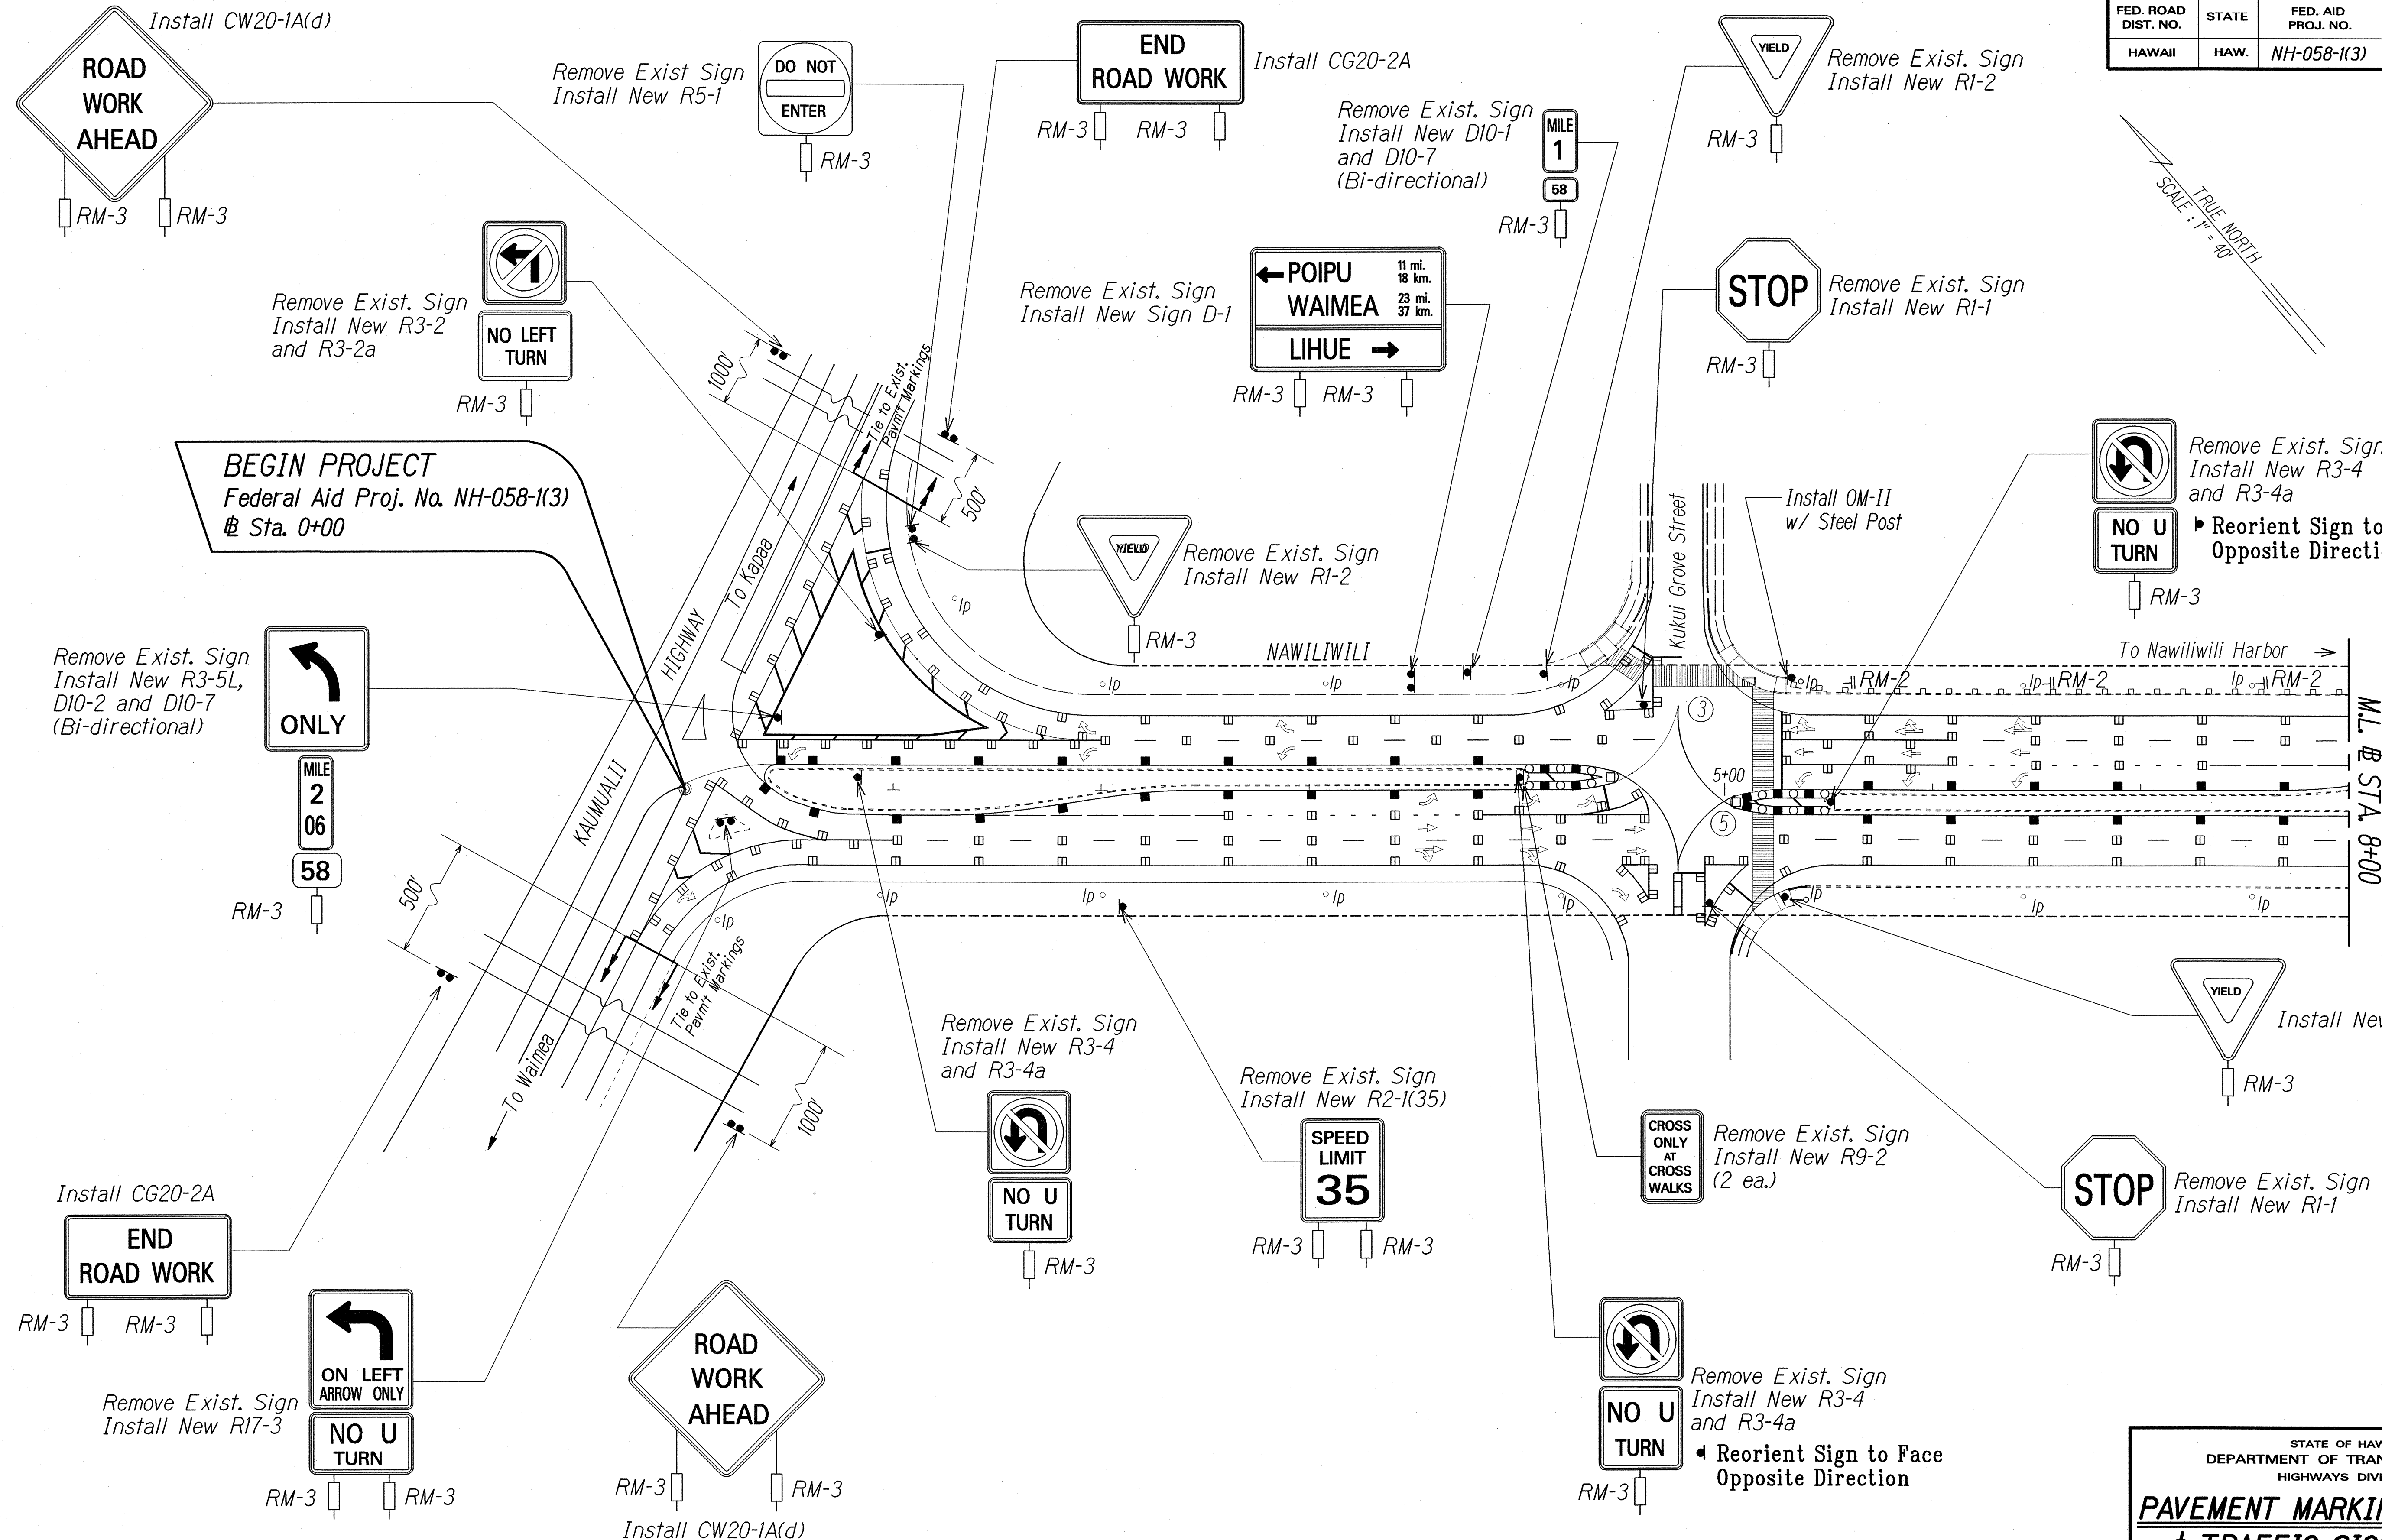 Install CW20-1A(d)
ROAD
WORK
AHEAD
RM-3
RM-3
Remove Exist Sign
Install New R5-1
DO NOT
ENTER
RM-3
END
ROAD WORK
Install CG20-2A
RM-3
RM-3
Remove Exist. Sign
Install New D10-1
and D10-7
(Bi-directional)
MILE
1
58
RM-3
YIELD
Remove Exist. Sign
Install New R1-2
RM-3
FED. ROAD
DIST. NO.
STATE
FED. AID
PROJ. NO.
HAWAII
HAW.
NH-058-1(3)
TRUE NORTH
SCALE : 1" = 40'
Remove Exist. Sign
Install New R3-2
and R3-2a
NO LEFT
TURN
RM-3
Remove Exist. Sign
Install New Sign D-1
POIPU
11 mi.
18 km.
WAIMEA
23 mi.
37 km.
LIHUE
RM-3
RM-3
STOP
Remove Exist. Sign
Install New R1-1
RM-3
1000'
Tie to Exist.
Pavm't Markings
500'
BEGIN PROJECT
Federal Aid Proj. No. NH-058-1(3)
Sta. 0+00
To Kapaa
YIELD
Remove Exist. Sign
Install New R1-2
RM-3
Kukui Grove Street
Install OM-II
w/ Steel Post
Remove Exist. Sign
Install New R3-4
and R3-4a
NO U
TURN
Reorient Sign to
RM-3
Remove Exist. Sign
Install New R3-5L,
D10-2 and D10-7
(Bi-directional)
ONLY
MILE
2
06
58
RM-3
KAUMUALII
HIGHWAY
NAWILIWILI
To Nawiliwili Harbor
lp
lp
lp
lp
lp
RM-2
lp
RM-2
lp
RM-2
3
5+00
5
M.L. B STA. 8+00
lp
lp
lp
lp
lp
lp
lp
lp
500'
To Waimea
Tie to Exist.
Pavm't Markings
1000'
Remove Exist. Sign
Install New R3-4
and R3-4a
NO U
TURN
RM-3
Remove Exist. Sign
Install New R2-1(35)
SPEED
LIMIT
35
RM-3
RM-3
CROSS
ONLY
AT
CROSS
WALKS
Remove Exist. Sign
Install New R9-2
(2 ea.)
YIELD
Install New
RM-3
STOP
Remove Exist. Sign
Install New R1-1
RM-3
Install CG20-2A
END
ROAD WORK
RM-3
RM-3
Remove Exist. Sign
Install New R17-3
ON LEFT
ARROW ONLY
NO U
TURN
RM-3
RM-3
ROAD
WORK
AHEAD
RM-3
RM-3
Install CW20-1A(d)
NO U
TURN
Remove Exist. Sign
Install New R3-4
and R3-4a
Reorient Sign to Face
Opposite Direction
RM-3
STATE OF
DEPARTMENT OF
HIGHWAYS
PAVEMENT